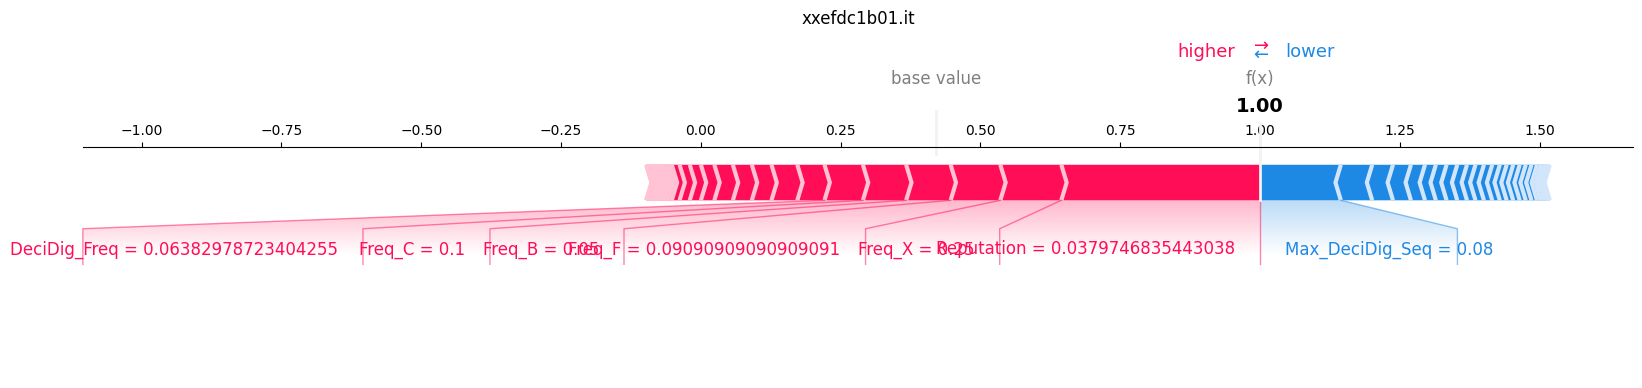 xxefdc1b01.it
higher ⇄ lower
base value f(x)
1.00
−1.00 −0.75 −0.50 −0.25 0.00 0.25 0.50 0.75 1.00 1.25 1.50
DeciDig_Freq = 0.06382978723404255 Freq_C = 0.1 Freq_B = 0.05 Freq_F = 0.09090909090909091 Freq_X = 0.25 Reputation = 0.0379746835443038 Max_DeciDig_Seq = 0.08